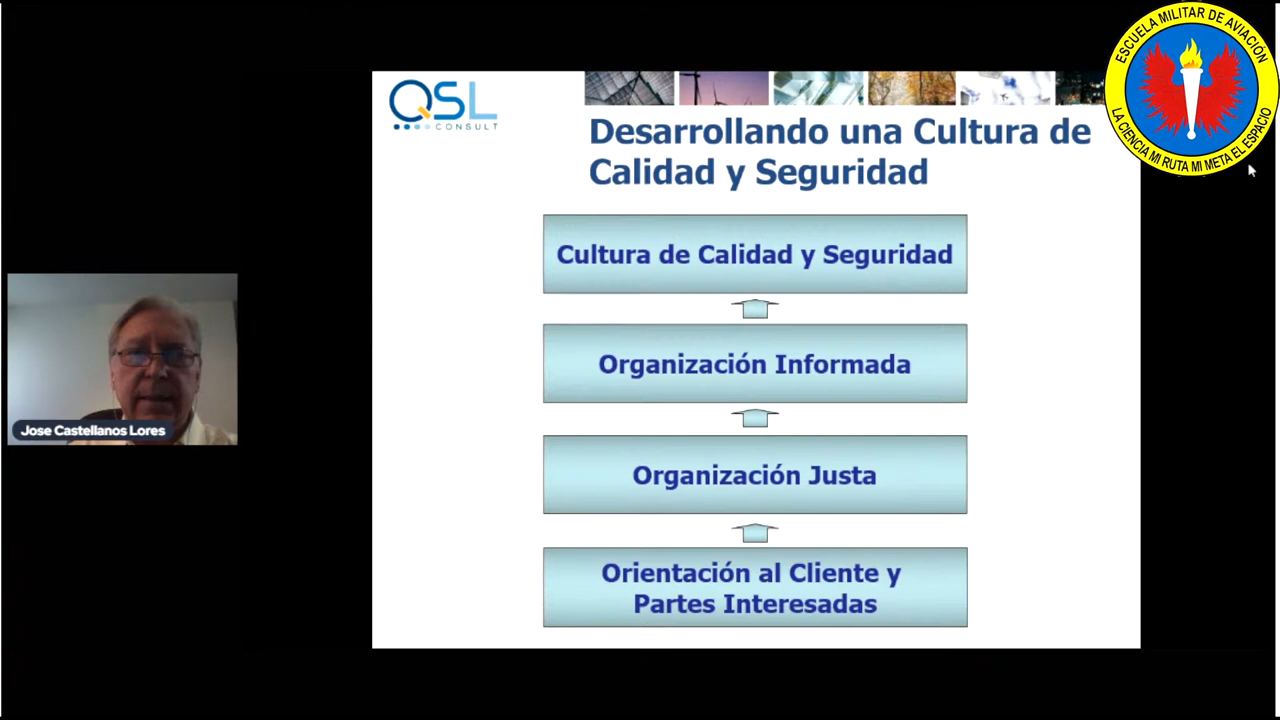 ESCUELA MILITAR DE AVIACIÓN
LA CIENCIA MI RUTA MI META EL ESPACIO
QSL
CONSULT
Desarrollando una Cultura de
Calidad y Seguridad
Cultura de Calidad y Seguridad
Organización Informada
Organización Justa
Orientación al Cliente y
Partes Interesadas
Jose Castellanos Lores